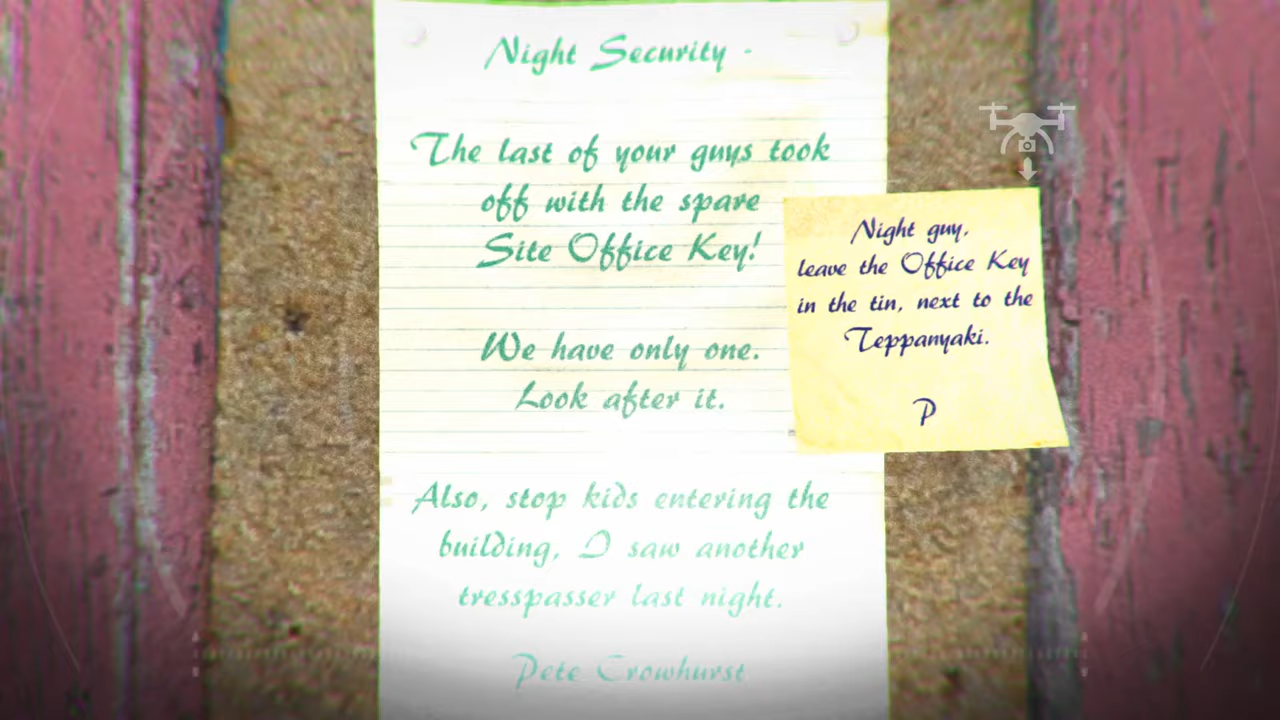 Night Security -
The last of your guys took
off with the spare
Site Office Key!
We have only one.
Look after it.
Also, stop kids entering the
building, I saw another
tresspasser last night.
Pete Crowhurst
Night guy,
leave the Office Key
in the tin, next to the
Teppanyaki.
P